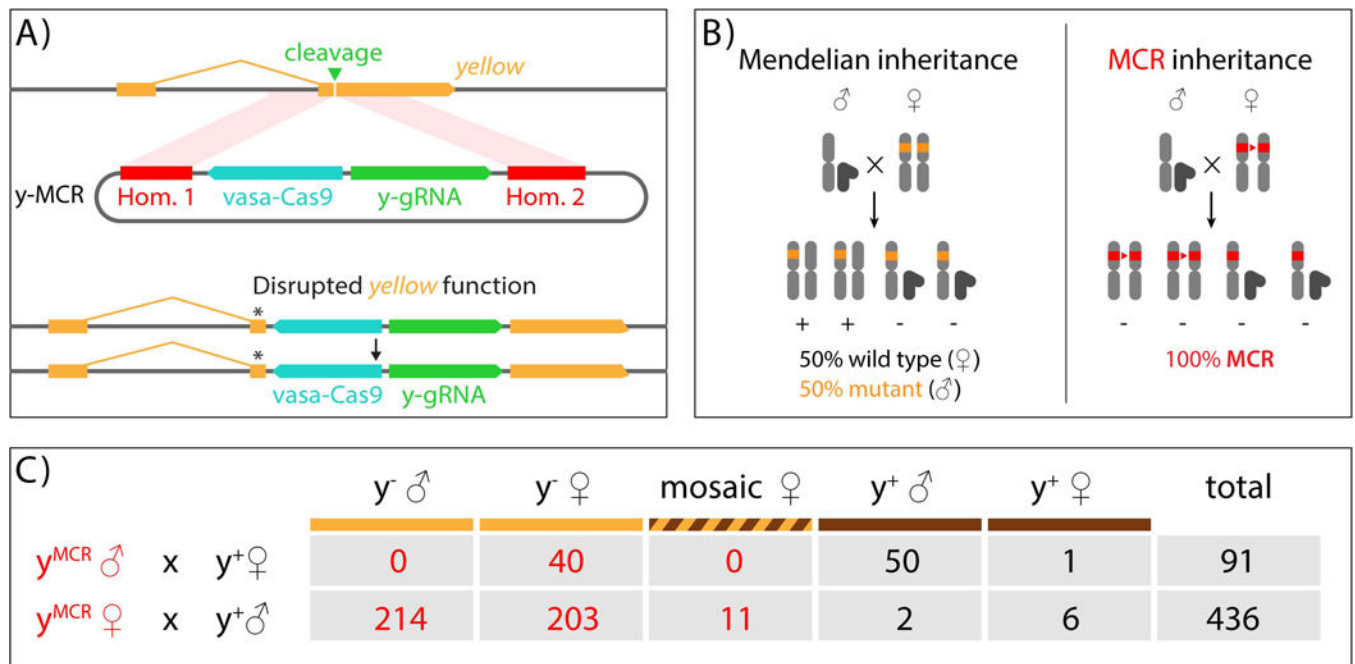 A)
cleavage
yellow
y-MCR
Hom. 1
vasa-Cas9
y-gRNA
Hom. 2
Disrupted yellow function
*
*
vasa-Cas9
y-gRNA
B)
Mendelian inheritance
♂ ♀
×
+ + - -
50% wild type (♀)
50% mutant (♂)
MCR inheritance
♂ ♀
×
- - - -
100% MCR
C)
y⁻ ♂ y⁻ ♀ mosaic ♀ y⁺ ♂ y⁺ ♀ total
yᴹᶜᴿ ♂ x y⁺♀ 0 40 0 50 1 91
yᴹᶜᴿ ♀ x y⁺♂ 214 203 11 2 6 436